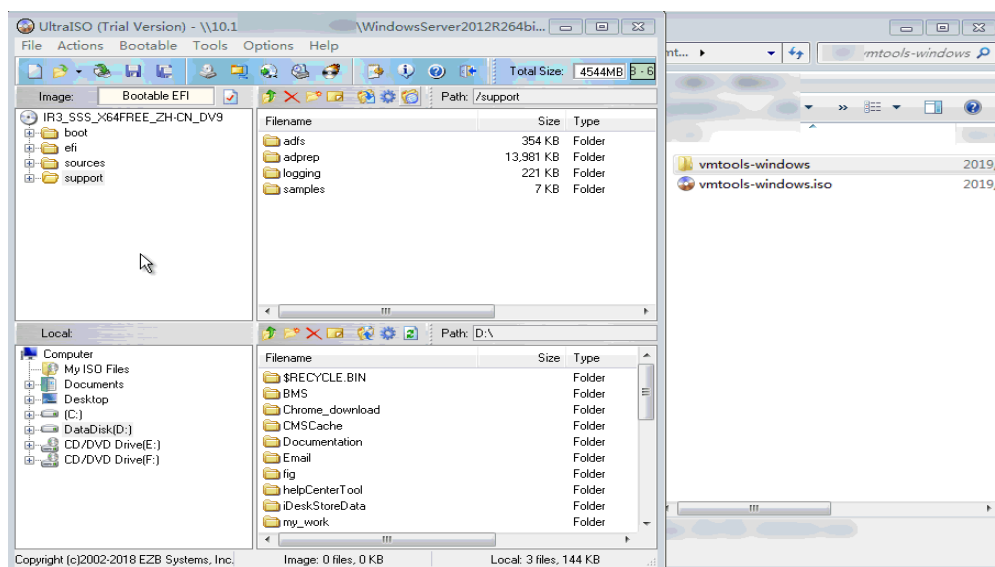 UltraISO (Trial Version) - \\10.1 \WindowsServer2012R264bi...
File Actions Bootable Tools Options Help
Total Size: 4544MB
Image: Bootable EFI Path: /support
IR3_SSS_X64FREE_ZH-CN_DV9
boot
efi
sources
support
Filename Size Type
adfs 354 KB Folder
adprep 13,981 KB Folder
logging 221 KB Folder
samples 7 KB Folder
Local: Path: D:\
Computer
My ISO Files
Documents
Desktop
(C:)
DataDisk(D:)
CD/DVD Drive(E:)
CD/DVD Drive(F:)
Filename Size Type
$RECYCLE.BIN Folder
BMS Folder
Chrome_download Folder
CMSCache Folder
Documentation Folder
Email Folder
fig Folder
helpCenterTool Folder
iDeskStoreData Folder
my_work Folder
Copyright (c)2002-2018 EZB Systems, Inc. Image: 0 files, 0 KB Local: 3 files, 144 KB
mt... vmtools-windows
vmtools-windows 2019,
vmtools-windows.iso 2019,